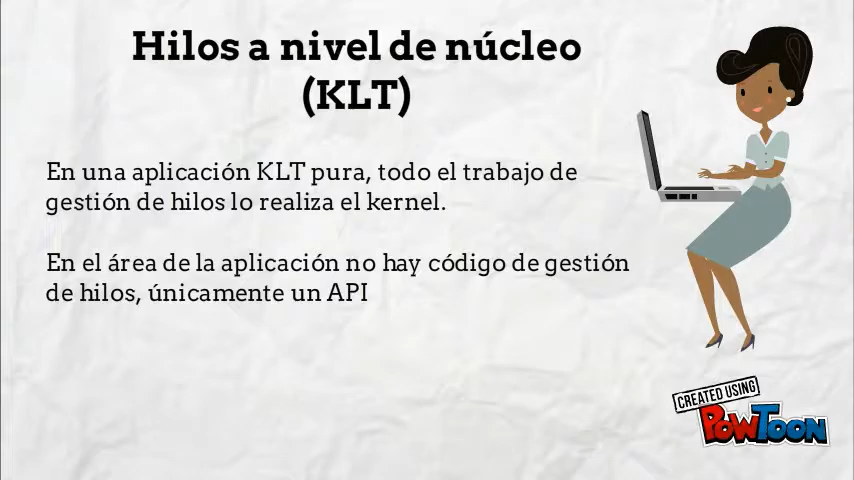 Hilos a nivel de núcleo
(KLT)
En una aplicación KLT pura, todo el trabajo de
gestión de hilos lo realiza el kernel.
En el área de la aplicación no hay código de gestión
de hilos, únicamente un API
CREATED USING
POWTOON